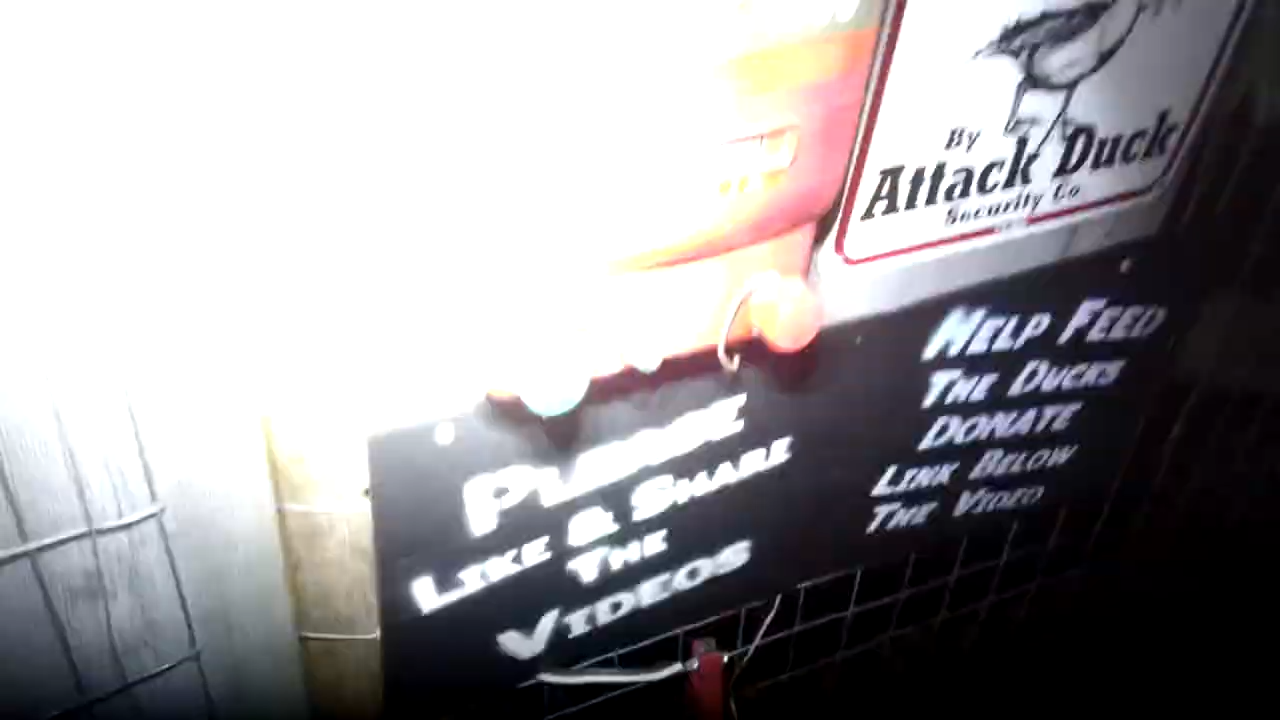 By
Attack Duck
Security Co
PLEASE
LIKE & SHARE
THE
VIDEOS
HELP FEED
THE DUCKS
DONATE
LINK BELOW
THE VIDEO